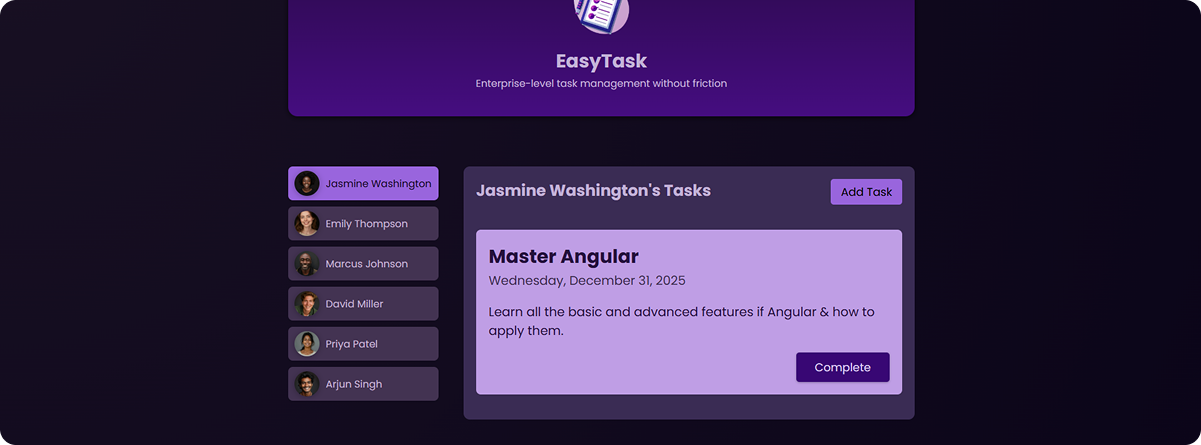 EasyTask
Enterprise-level task management without friction
Jasmine Washington
Emily Thompson
Marcus Johnson
David Miller
Priya Patel
Arjun Singh
Jasmine Washington's Tasks
Add Task
Master Angular
Wednesday, December 31, 2025
Learn all the basic and advanced features if Angular & how to
apply them.
Complete